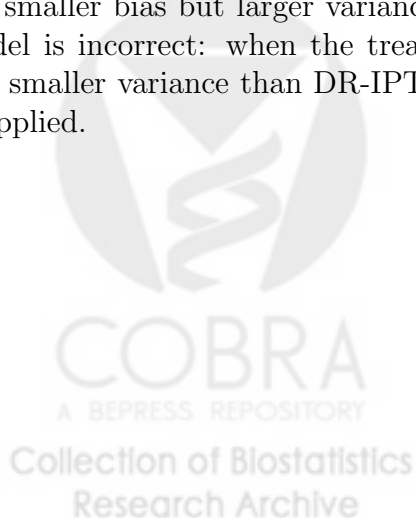 smaller bias but larger varianc
del is incorrect: when the trea
smaller variance than DR-IPT
pplied.
COBRA
A BEPRESS REPOSITORY
Collection of Biostatistics
Research Archive